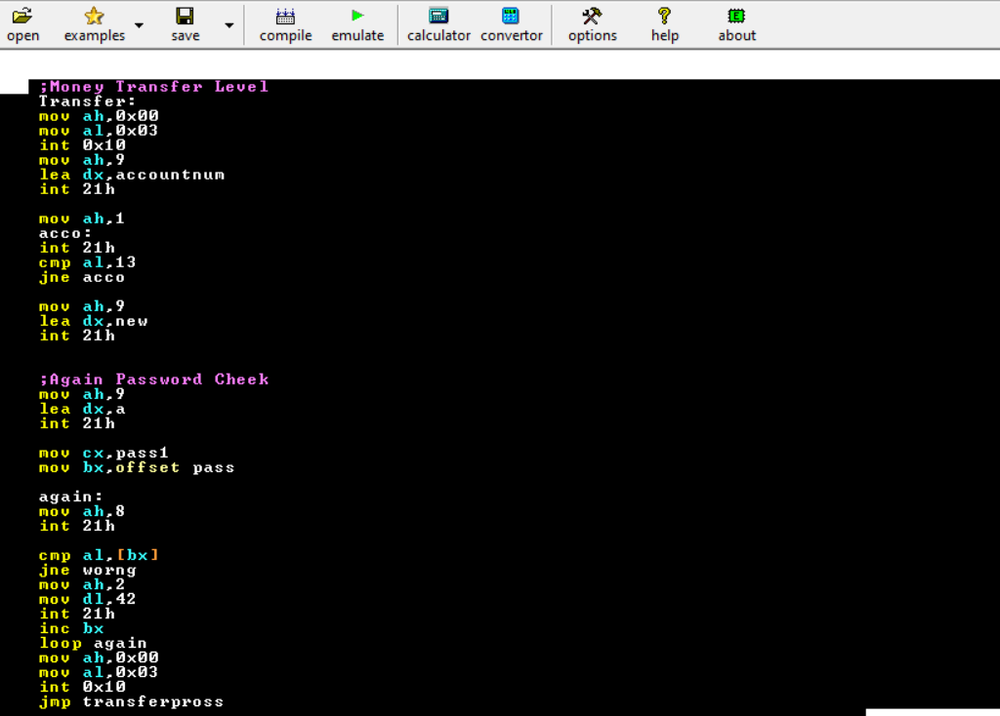 open examples save compile emulate calculator convertor options help about
;Money Transfer Level
Transfer:
mov ah,0x00
mov al,0x03
int 0x10
mov ah,9
lea dx,accountnum
int 21h
mov ah,1
acco:
int 21h
cmp al,13
jne acco
mov ah,9
lea dx,new
int 21h
;Again Password Cheek
mov ah,9
lea dx,a
int 21h
mov cx,pass1
mov bx,offset pass
again:
mov ah,8
int 21h
cmp al,[bx]
jne worng
mov ah,2
mov dl,42
int 21h
inc bx
loop again
mov ah,0x00
mov al,0x03
int 0x10
jmp transferpross